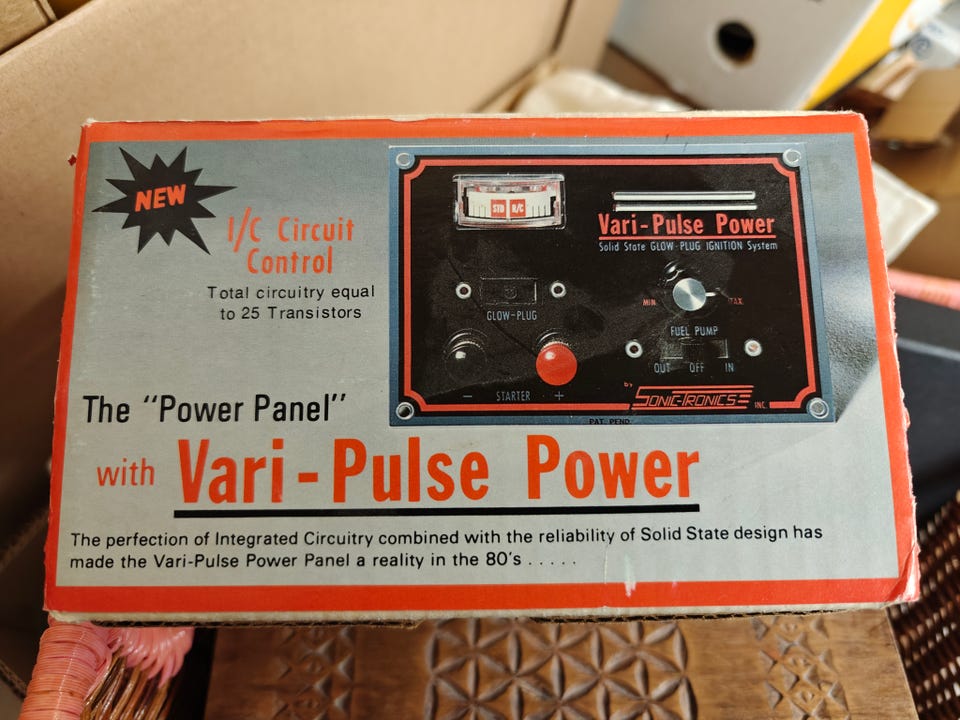 NEW
I/C Circuit
Control
Total circuitry equal
to 25 Transistors
STD R/C
Vari-Pulse Power
Solid State GLOW-PLUG IGNITION System
GLOW-PLUG
MIN.
FUEL PUMP
OUT OFF IN
- STARTER +
by SONIC-TRONICS INC.
PAT. PEND.
The "Power Panel"
with Vari-Pulse Power
The perfection of Integrated Circuitry combined with the reliability of Solid State design has
made the Vari-Pulse Power Panel a reality in the 80's . . . . .